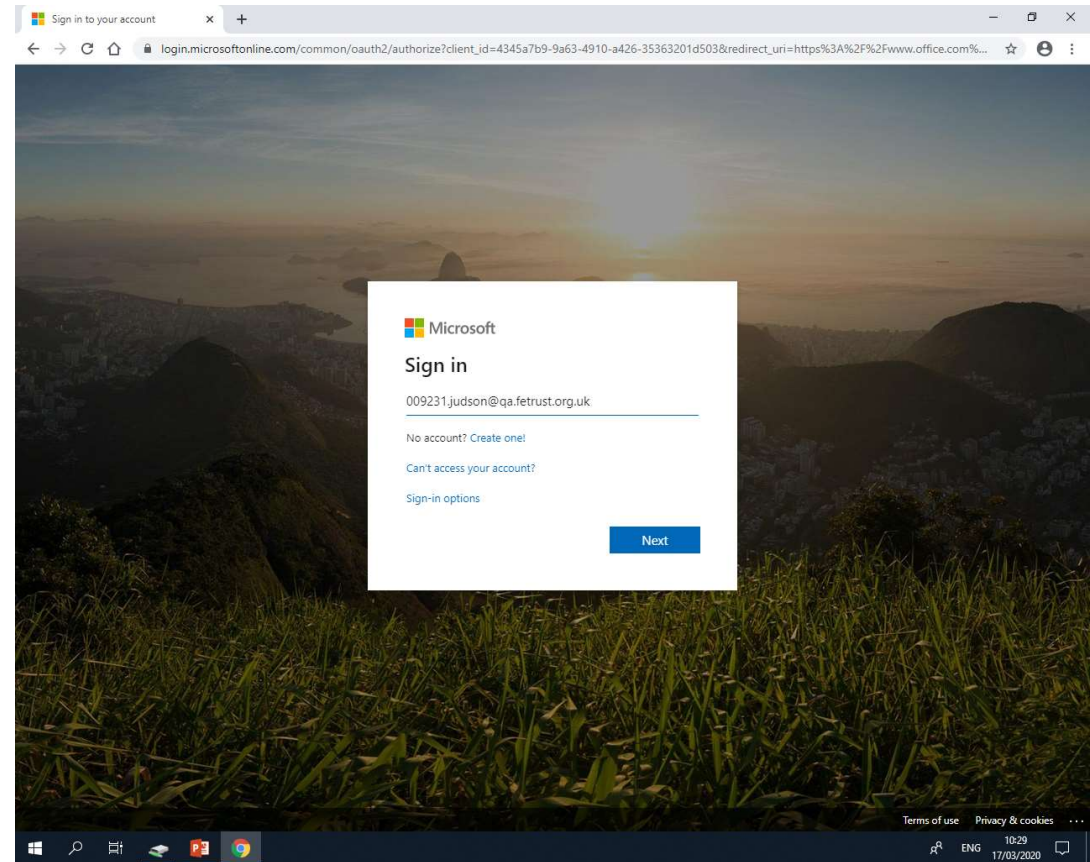 Sign in to your account
login.microsoftonline.com/common/oauth2/authorize?client_id=4345a7b9-9a63-4910-a426-35363201d503&redirect_uri=https%3A%2F%2Fwww.office.com%...
Microsoft
Sign in
009231.judson@qa.fetrust.org.uk
No account? Create one!
Can't access your account?
Sign-in options
Next
Terms of use Privacy & cookies ...
ENG 10:29
17/03/2020